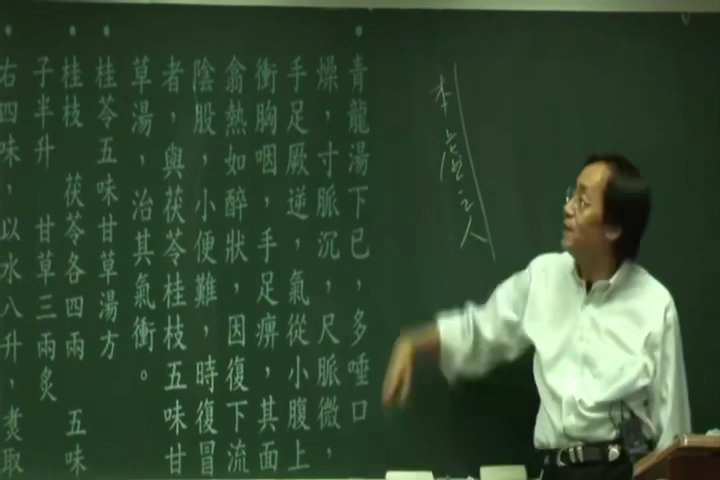 本虛之人
青龍湯下已，多唾口
燥，寸脈沉，尺脈微，
手足厥逆，氣從小腹上
衝胸咽，手足痹，其面
翕熱如醉狀，因復下流
陰股，小便難，時復冒
者，與茯苓桂枝五味甘
草湯，治其氣衝。
桂苓五味甘草湯方
桂枝 茯苓各四兩 五味
子半升 甘草三兩炙
右四味，以水八升，煑取